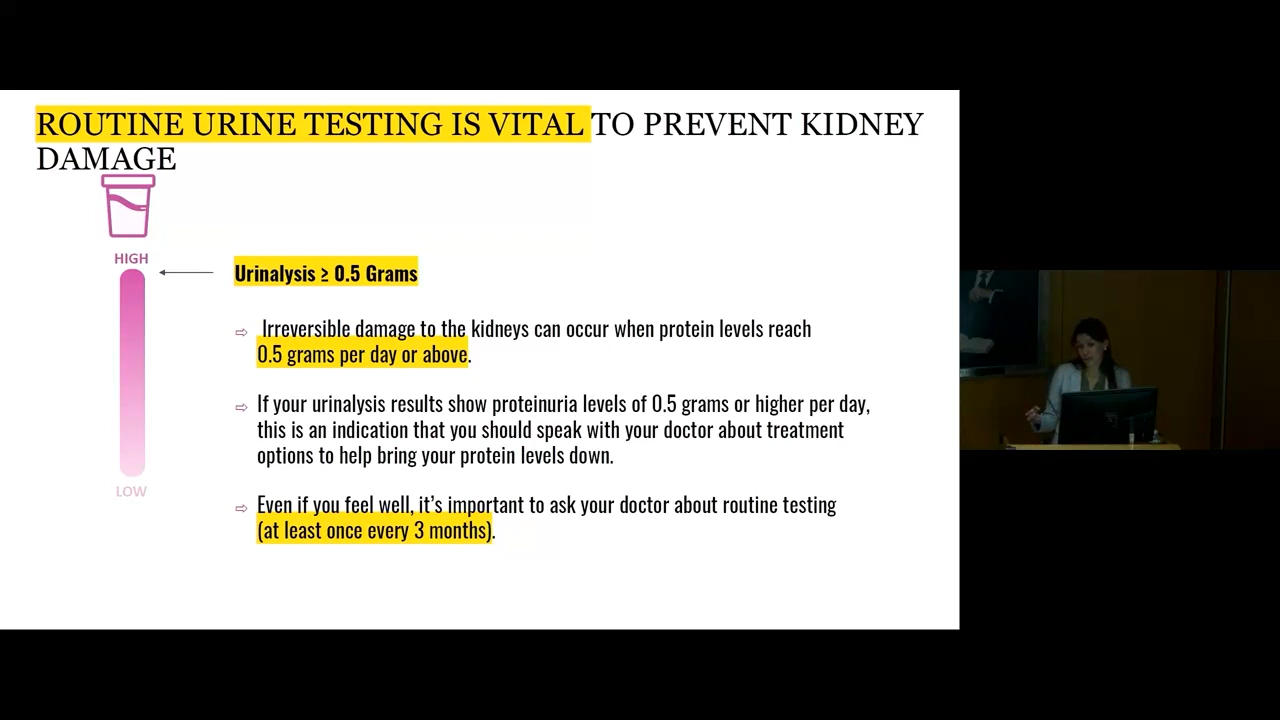 ROUTINE URINE TESTING IS VITAL TO PREVENT KIDNEY
DAMAGE
HIGH
Urinalysis ≥ 0.5 Grams
⇨ Irreversible damage to the kidneys can occur when protein levels reach
0.5 grams per day or above.
⇨ If your urinalysis results show proteinuria levels of 0.5 grams or higher per day,
this is an indication that you should speak with your doctor about treatment
options to help bring your protein levels down.
LOW
⇨ Even if you feel well, it’s important to ask your doctor about routine testing
(at least once every 3 months).